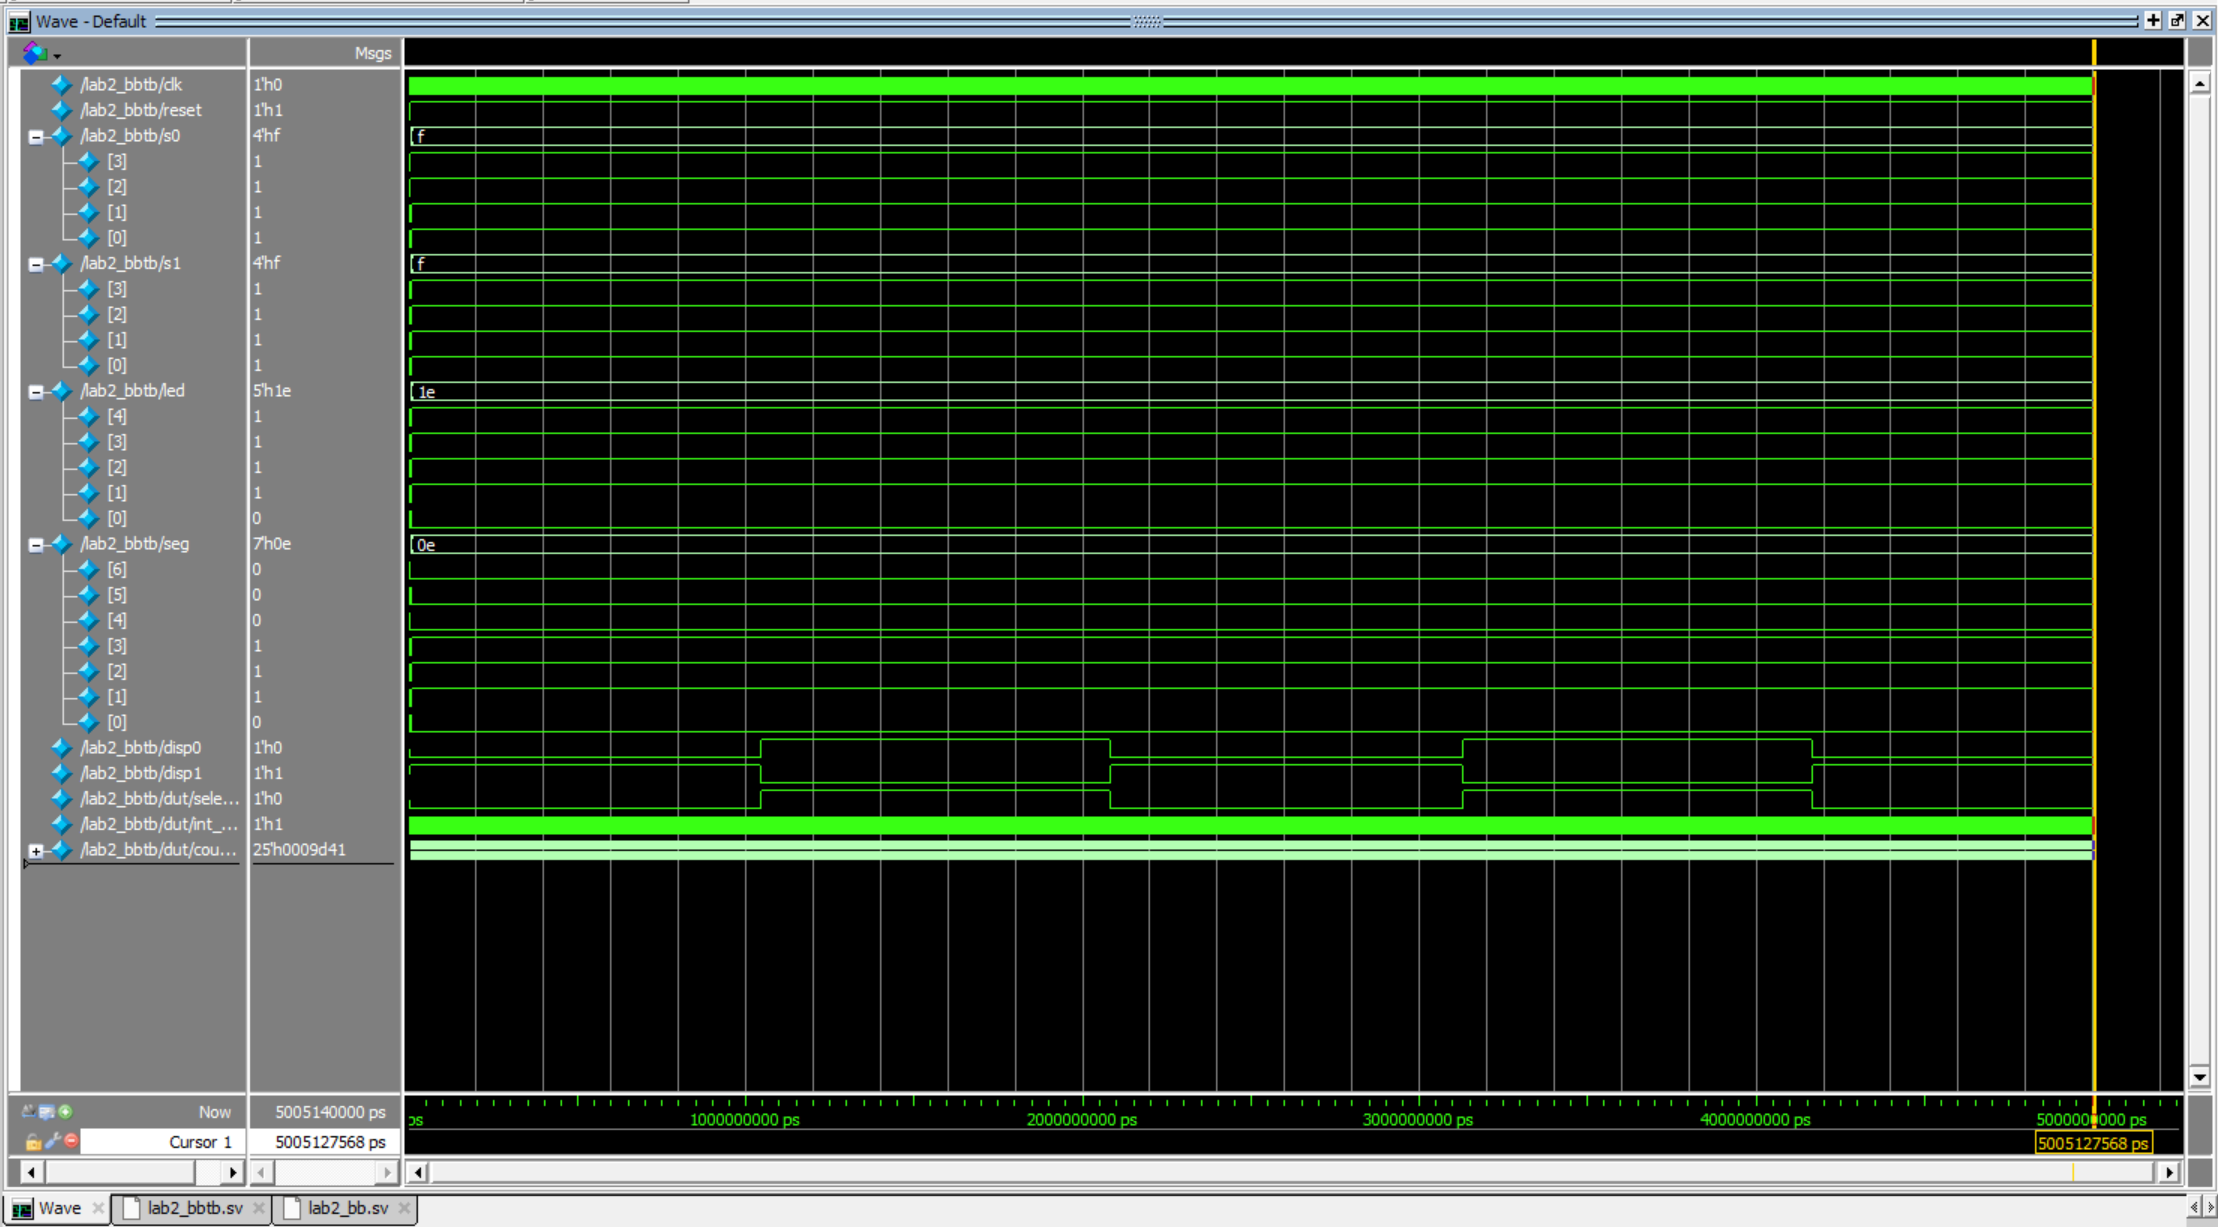 Wave - Default
Msgs
/lab2_bbtb/clk 1'h0
/lab2_bbtb/reset 1'h1
/lab2_bbtb/s0 4'hf f
[3] 1
[2] 1
[1] 1
[0] 1
/lab2_bbtb/s1 4'hf f
[3] 1
[2] 1
[1] 1
[0] 1
/lab2_bbtb/led 5'h1e 1e
[4] 1
[3] 1
[2] 1
[1] 1
[0] 0
/lab2_bbtb/seg 7'h0e 0e
[6] 0
[5] 0
[4] 0
[3] 1
[2] 1
[1] 1
[0] 0
/lab2_bbtb/disp0 1'h0
/lab2_bbtb/disp1 1'h1
/lab2_bbtb/dut/sele... 1'h0
/lab2_bbtb/dut/int_... 1'h1
/lab2_bbtb/dut/cou... 25'h0009d41
Now 5005140000 ps ps 1000000000 ps 2000000000 ps 3000000000 ps 4000000000 ps 5000000000 ps
Cursor 1 5005127568 ps 5005127568 ps
Wave lab2_bbtb.sv lab2_bb.sv